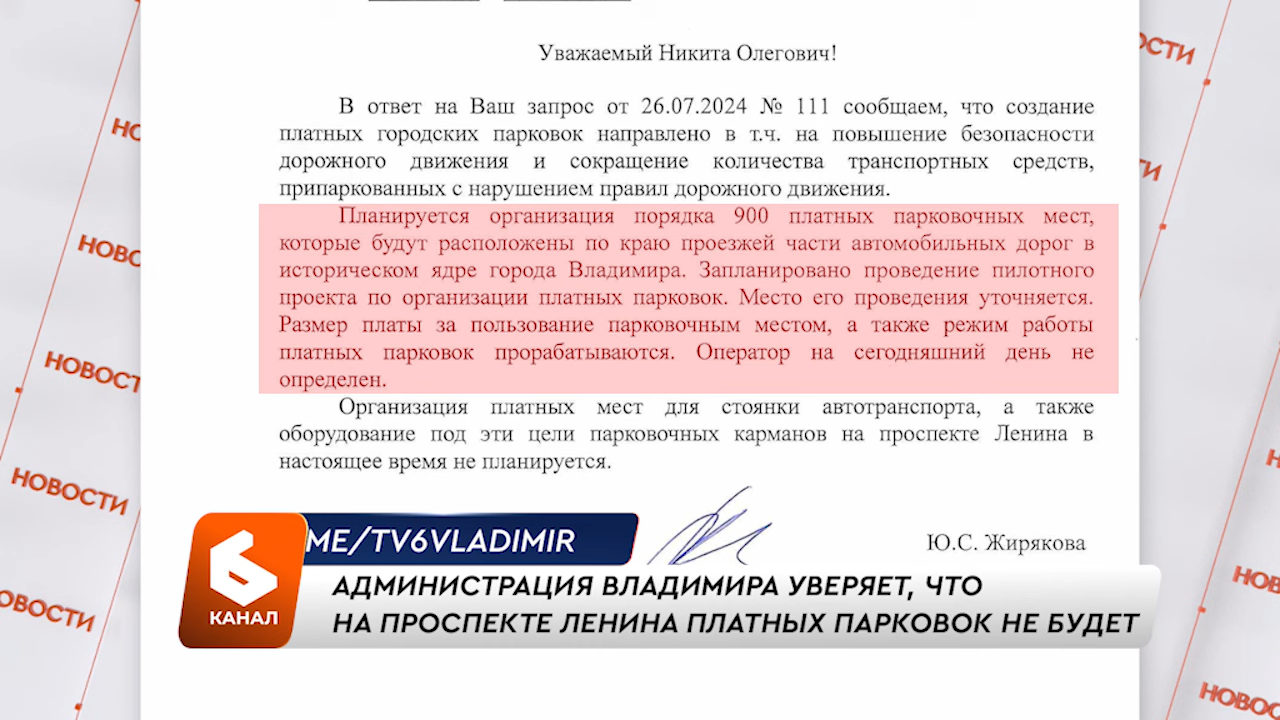 Уважаемый Никита Олегович!
В ответ на Ваш запрос от 26.07.2024 № 111 сообщаем, что создание
платных городских парковок направлено в т.ч. на повышение безопасности
дорожного движения и сокращение количества транспортных средств,
припаркованных с нарушением правил дорожного движения.
Планируется организация порядка 900 платных парковочных мест,
которые будут расположены по краю проезжей части автомобильных дорог в
историческом ядре города Владимира. Запланировано проведение пилотного
проекта по организации платных парковок. Место его проведения уточняется.
Размер платы за пользование парковочным местом, а также режим работы
платных парковок прорабатываются. Оператор на сегодняшний день не
определен.
Организация платных мест для стоянки автотранспорта, а также
оборудование под эти цели парковочных карманов на проспекте Ленина в
настоящее время не планируется.
Ю.С. Жирякова
ME/TV6VLADIMIR
6 КАНАЛ
АДМИНИСТРАЦИЯ ВЛАДИМИРА УВЕРЯЕТ, ЧТО
НА ПРОСПЕКТЕ ЛЕНИНА ПЛАТНЫХ ПАРКОВОК НЕ БУДЕТ
НОВОСТИ